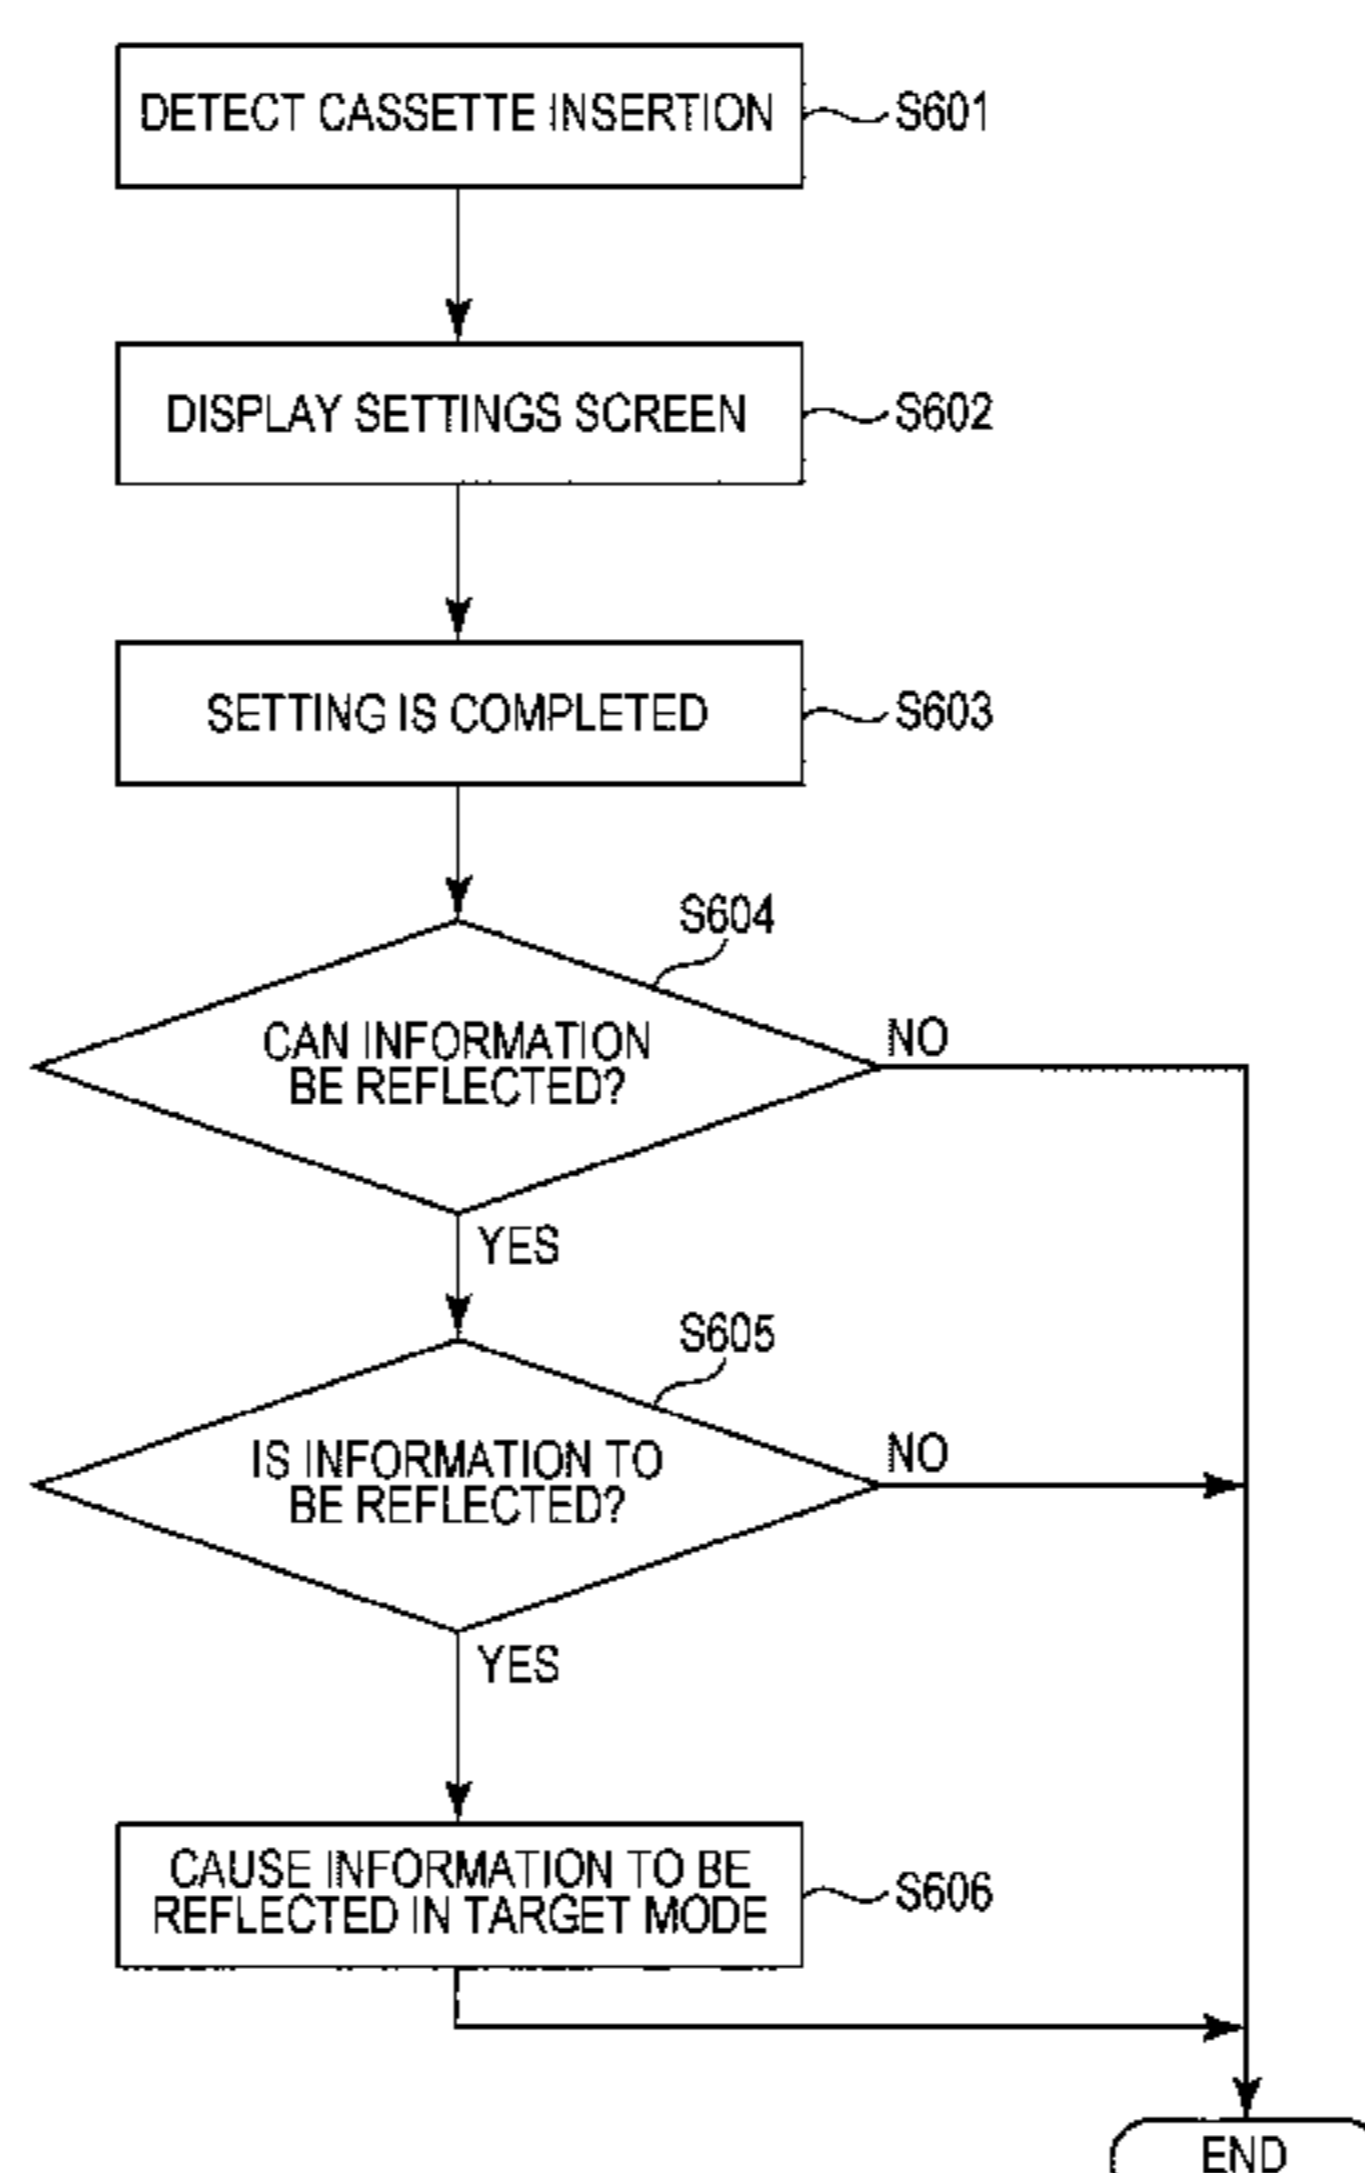 DETECT CASSETTE INSERTION
S601
DISPLAY SETTINGS SCREEN
S602
SETTING IS COMPLETED
S603
S604
CAN INFORMATION
BE REFLECTED?
NO
YES
S605
IS INFORMATION TO
BE REFLECTED?
NO
YES
CAUSE INFORMATION TO BE
REFLECTED IN TARGET MODE
S606
END